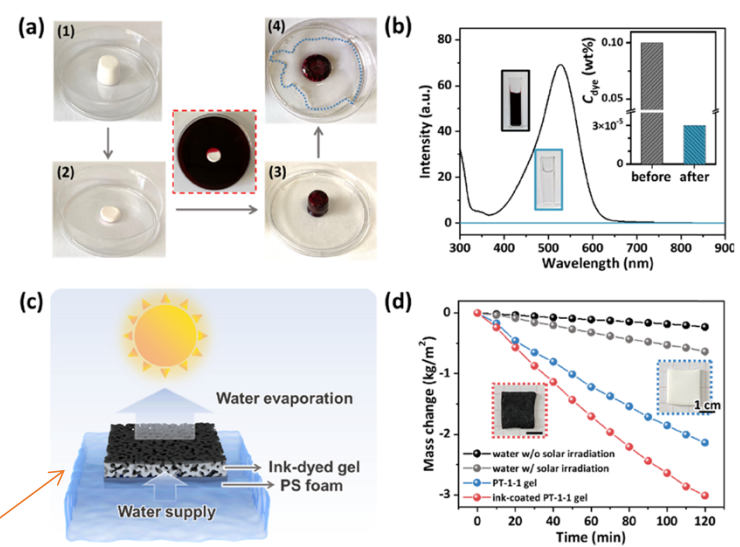 (a)
(1)
(4)
(2)
(3)
(b)
Intensity (a.u.)
80
60
40
20
0
300 400 500 600 700 800 900
Wavelength (nm)
C_dye (wt%)
0.10
0.05
3×10⁻⁵
0
before after
(c)
Water evaporation
Ink-dyed gel
PS foam
Water supply
(d)
Mass change (kg/m²)
0
-1
-2
-3
1 cm
water w/o solar irradiation
water w/ solar irradiation
PT-1-1 gel
ink-coated PT-1-1 gel
0 20 40 60 80 100 120
Time (min)